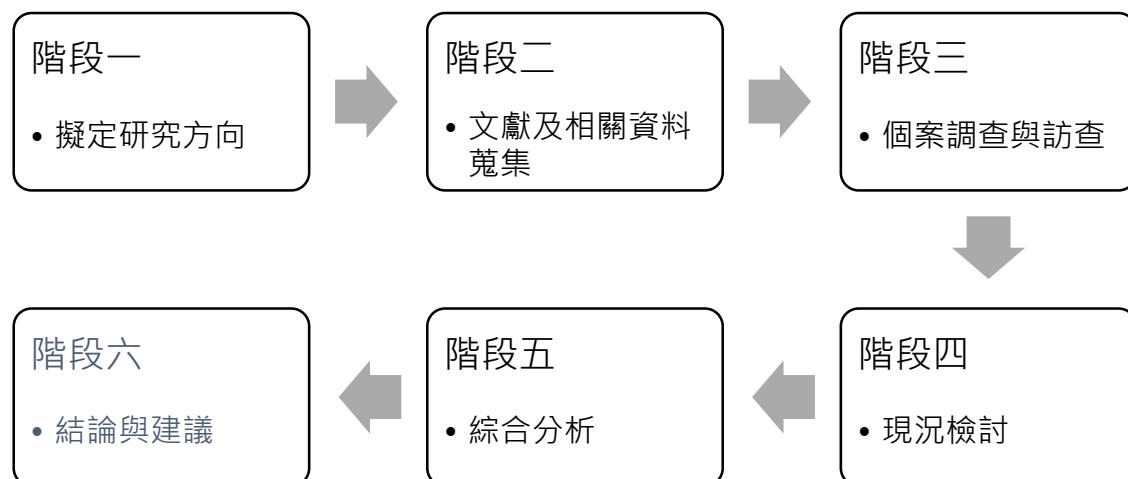 階段一
• 擬定研究方向
階段二
• 文獻及相關資料
蒐集
階段三
• 個案調查與訪查
階段四
• 現況檢討
階段五
• 綜合分析
階段六
• 結論與建議